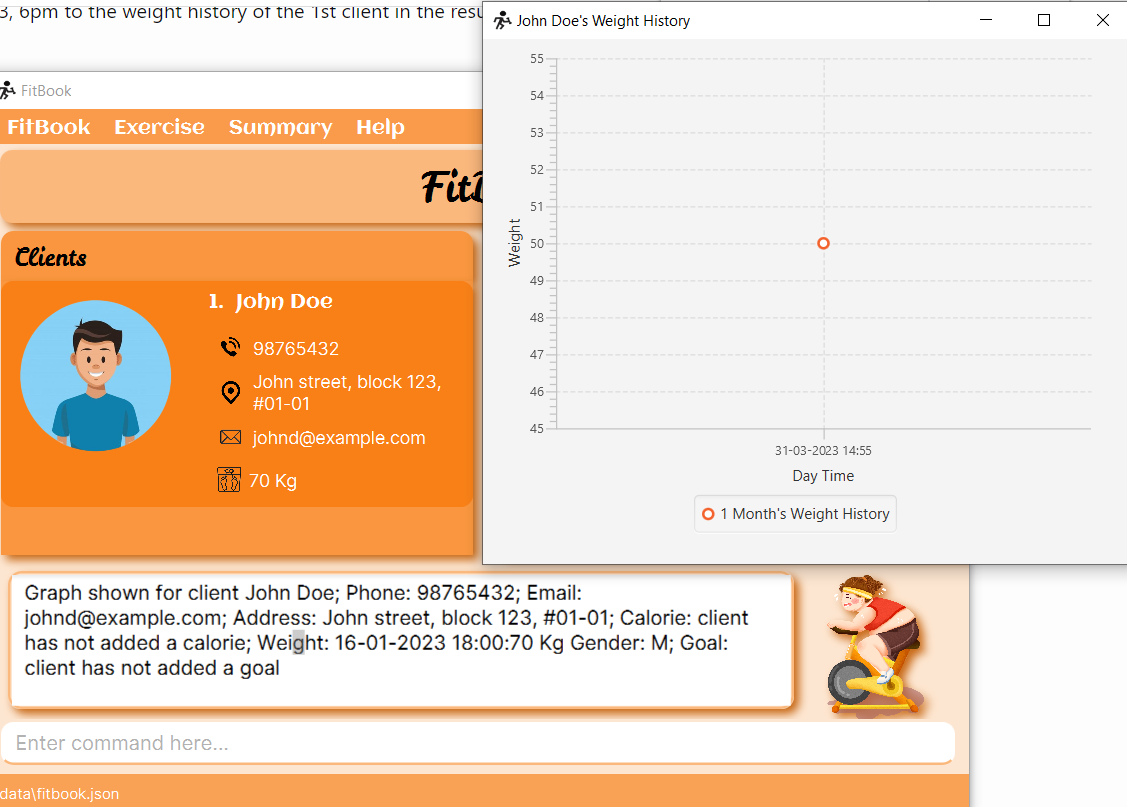 3, 6pm to the weight history of the 1st client in the resu
John Doe's Weight History
55
54
53
52
51
50
49
48
47
46
45
Weight
31-03-2023 14:55
Day Time
1 Month's Weight History
FitBook
FitBook Exercise Summary Help
Clients
1. John Doe
98765432
John street, block 123,
#01-01
johnd@example.com
70 Kg
Graph shown for client John Doe; Phone: 98765432; Email:
johnd@example.com; Address: John street, block 123, #01-01; Calorie: client
has not added a calorie; Weight: 16-01-2023 18:00:70 Kg Gender: M; Goal:
client has not added a goal
Enter command here...
data\fitbook.json